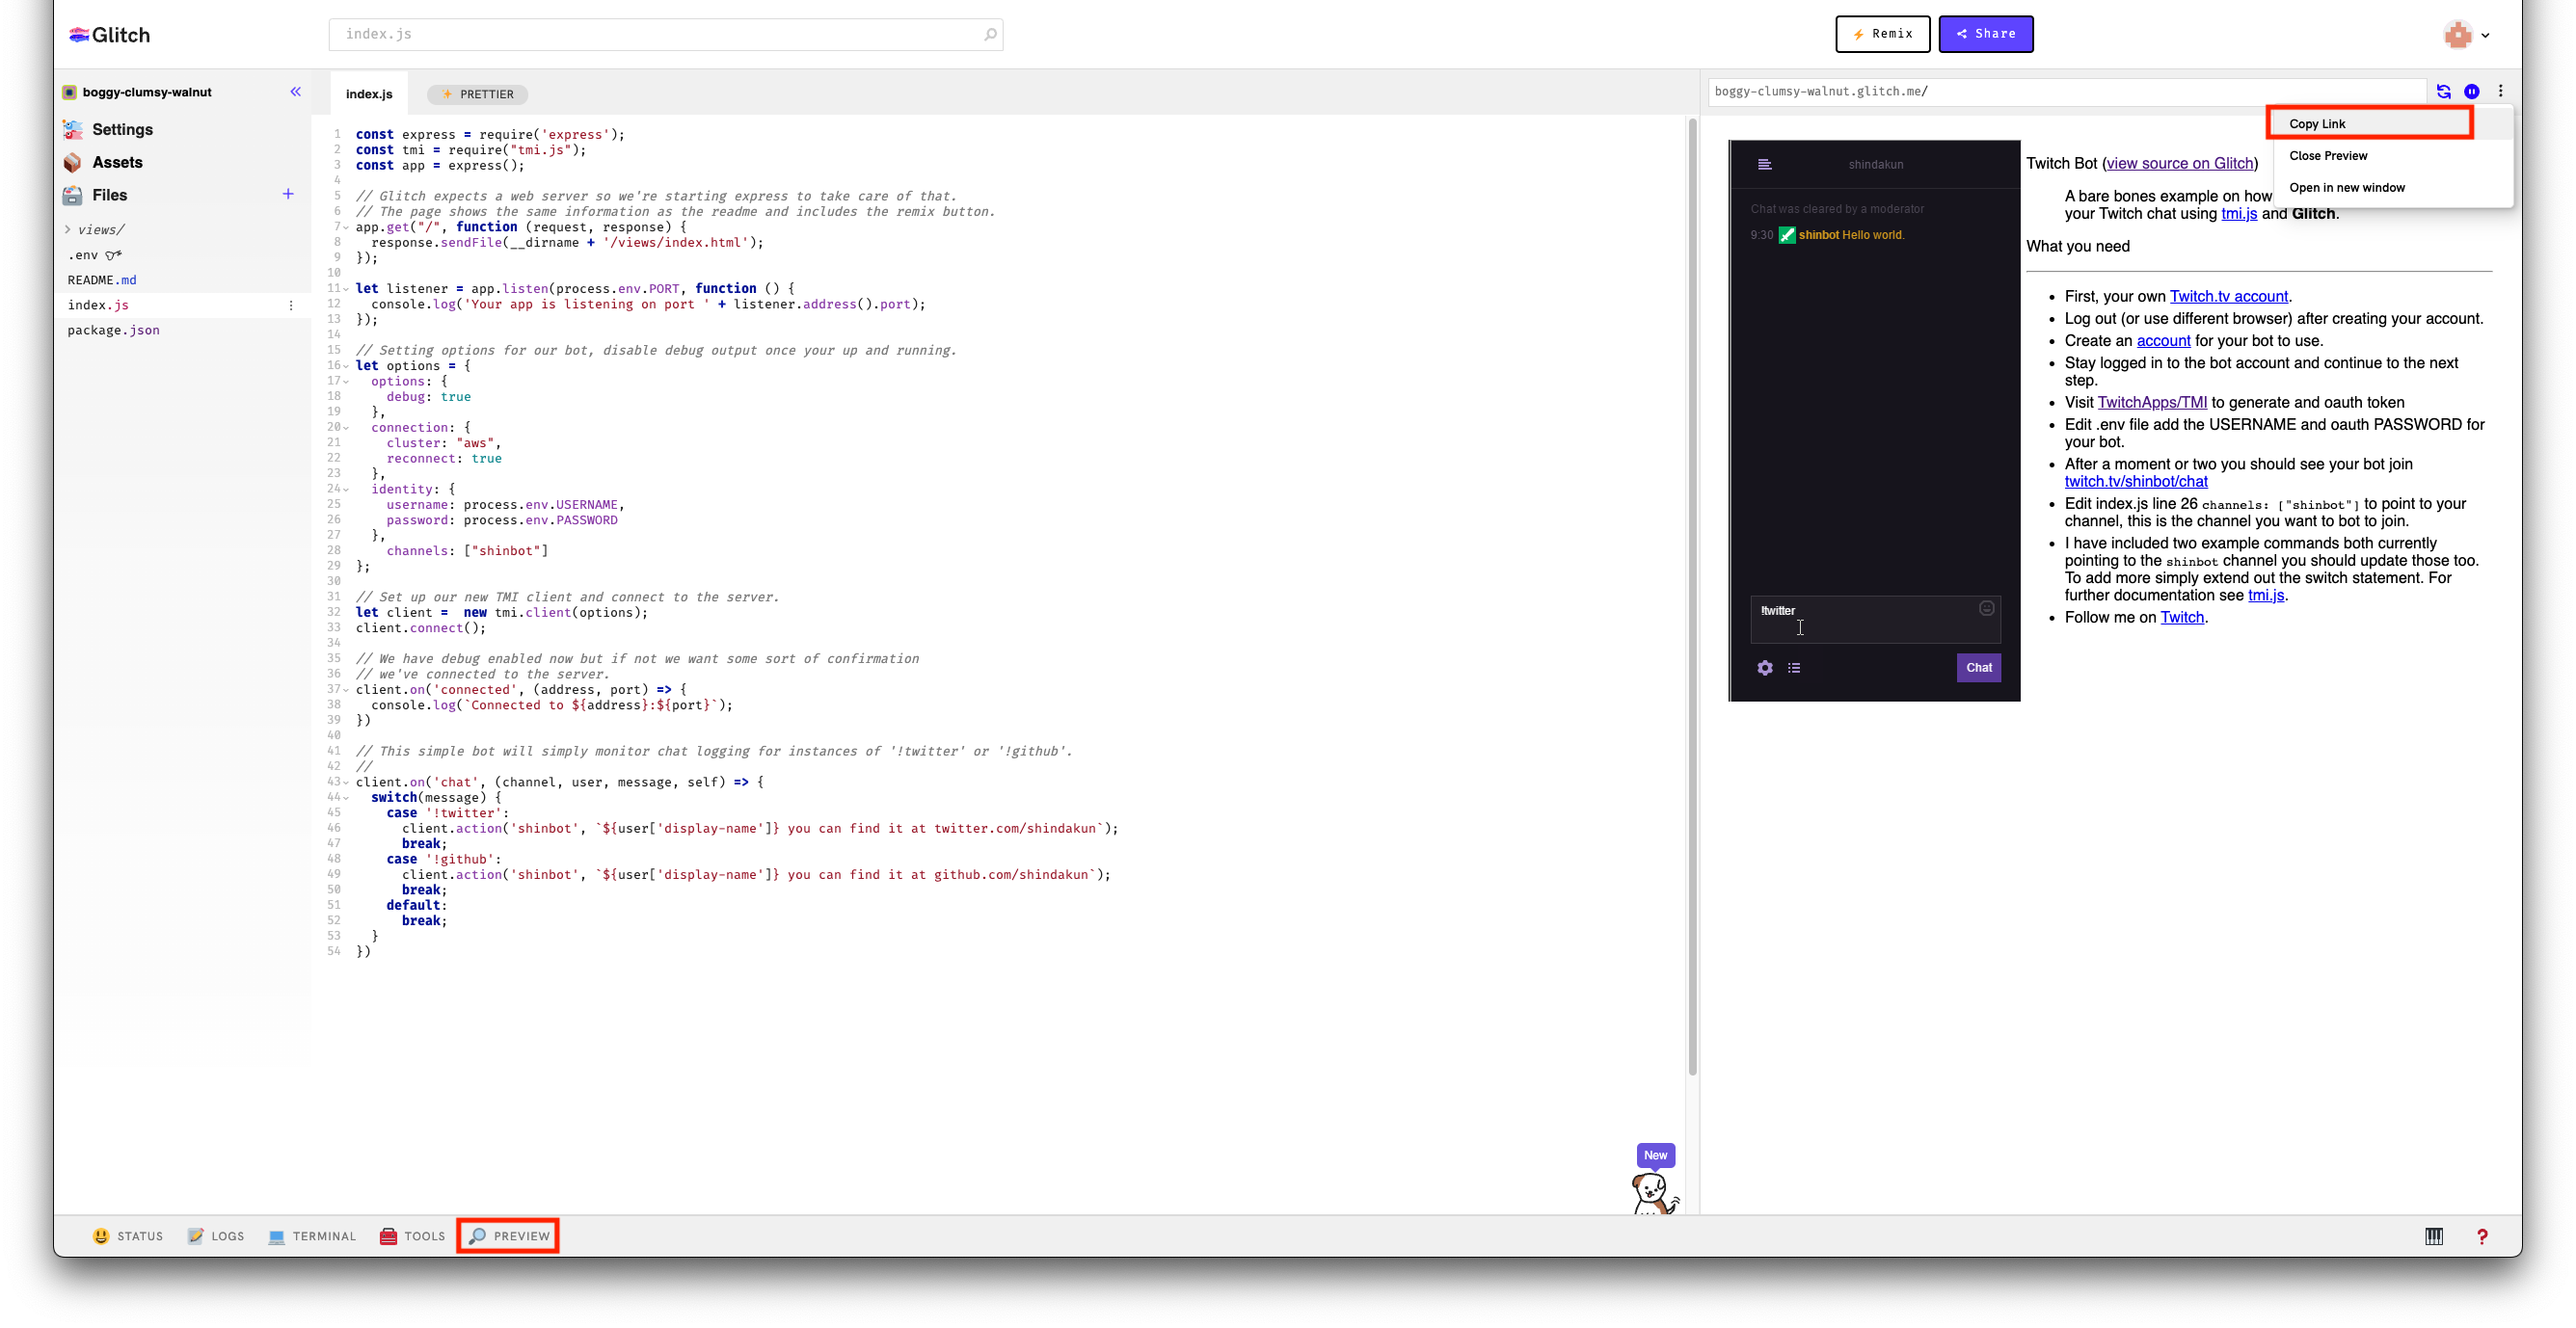 Glitch
index.js
Remix
Share
boggy-clumsy-walnut
Settings
Assets
Files
views/
.env
README.md
index.js
package.json
index.js
PRETTIER
1 const express = require('express');
2 const tmi = require("tmi.js");
3 const app = express();
4
5 // Glitch expects a web server so we're starting express to take care of that.
6 // The page shows the same information as the readme and includes the remix button.
7 app.get("/", function (request, response) {
8 response.sendFile(__dirname + '/views/index.html');
9 });
10
11 let listener = app.listen(process.env.PORT, function () {
12 console.log('Your app is listening on port ' + listener.address().port);
13 });
14
15 // Setting options for our bot, disable debug output once your up and running.
16 let options = {
17 options: {
18 debug: true
19 },
20 connection: {
21 cluster: "aws",
22 reconnect: true
23 },
24 identity: {
25 username: process.env.USERNAME,
26 password: process.env.PASSWORD
27 },
28 channels: ["shinbot"]
29 };
30
31 // Set up our new TMI client and connect to the server.
32 let client =  new tmi.client(options);
33 client.connect();
34
35 // We have debug enabled now but if not we want some sort of confirmation
36 // we've connected to the server.
37 client.on('connected', (address, port) => {
38 console.log(`Connected to ${address}:${port}`);
39 })
40
41 // This simple bot will simply monitor chat logging for instances of '!twitter' or '!github'.
42 //
43 client.on('chat', (channel, user, message, self) => {
44 switch(message) {
45 case '!twitter':
46 client.action('shinbot', `${user['display-name']} you can find it at twitter.com/shindakun`);
47 break;
48 case '!github':
49 client.action('shinbot', `${user['display-name']} you can find it at github.com/shindakun`);
50 break;
51 default:
52 break;
53 }
54 })
New
boggy-clumsy-walnut.glitch.me/
Copy Link
Close Preview
Open in new window
shindakun
Chat was cleared by a moderator
9:30 shinbot Hello world.
!twitter
Chat
Twitch Bot (view source on Glitch)
A bare bones example on how
your Twitch chat using tmi.js and Glitch.
What you need
• First, your own Twitch.tv account.
• Log out (or use different browser) after creating your account.
• Create an account for your bot to use.
• Stay logged in to the bot account and continue to the next
step.
• Visit TwitchApps/TMI to generate and oauth token
• Edit .env file add the USERNAME and oauth PASSWORD for
your bot.
• After a moment or two you should see your bot join
twitch.tv/shinbot/chat
• Edit index.js line 26 channels: ["shinbot"] to point to your
channel, this is the channel you want to bot to join.
• I have included two example commands both currently
pointing to the shinbot channel you should update those too.
To add more simply extend out the switch statement. For
further documentation see tmi.js.
• Follow me on Twitch.
STATUS
LOGS
TERMINAL
TOOLS
PREVIEW
?